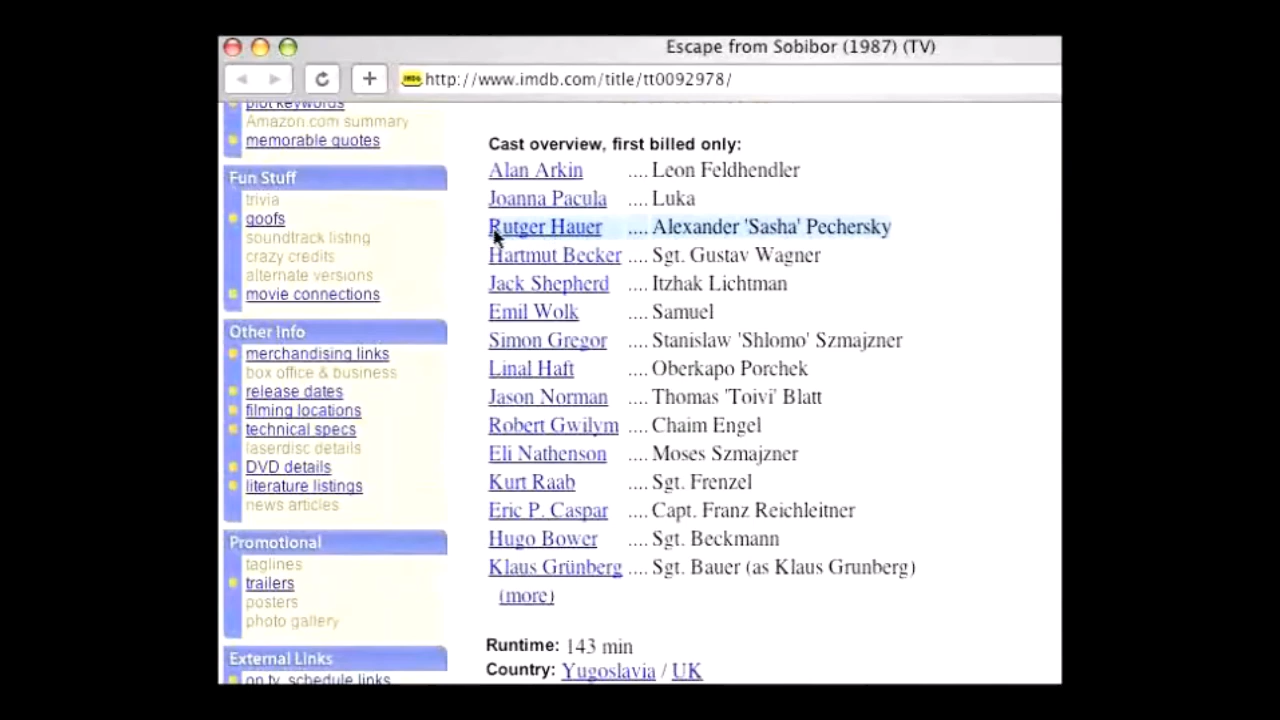 Escape from Sobibor (1987) (TV)
http://www.imdb.com/title/tt0092978/
plot keywords
Amazon.com summary
memorable quotes
Fun Stuff
trivia
goofs
soundtrack listing
crazy credits
alternate versions
movie connections
Other Info
merchandising links
box office & business
release dates
filming locations
technical specs
laserdisc details
DVD details
literature listings
news articles
Promotional
taglines
trailers
posters
photo gallery
External Links
on tv, schedule links
Cast overview, first billed only:
Alan Arkin .... Leon Feldhendler
Joanna Pacula .... Luka
Rutger Hauer .... Alexander 'Sasha' Pechersky
Hartmut Becker .... Sgt. Gustav Wagner
Jack Shepherd .... Itzhak Lichtman
Emil Wolk .... Samuel
Simon Gregor .... Stanislaw 'Shlomo' Szmajzner
Linal Haft .... Oberkapo Porchek
Jason Norman .... Thomas 'Toivi' Blatt
Robert Gwilym .... Chaim Engel
Eli Nathenson .... Moses Szmajzner
Kurt Raab .... Sgt. Frenzel
Eric P. Caspar .... Capt. Franz Reichleitner
Hugo Bower .... Sgt. Beckmann
Klaus Grünberg .... Sgt. Bauer (as Klaus Grunberg)
(more)
Runtime: 143 min
Country: Yugoslavia / UK